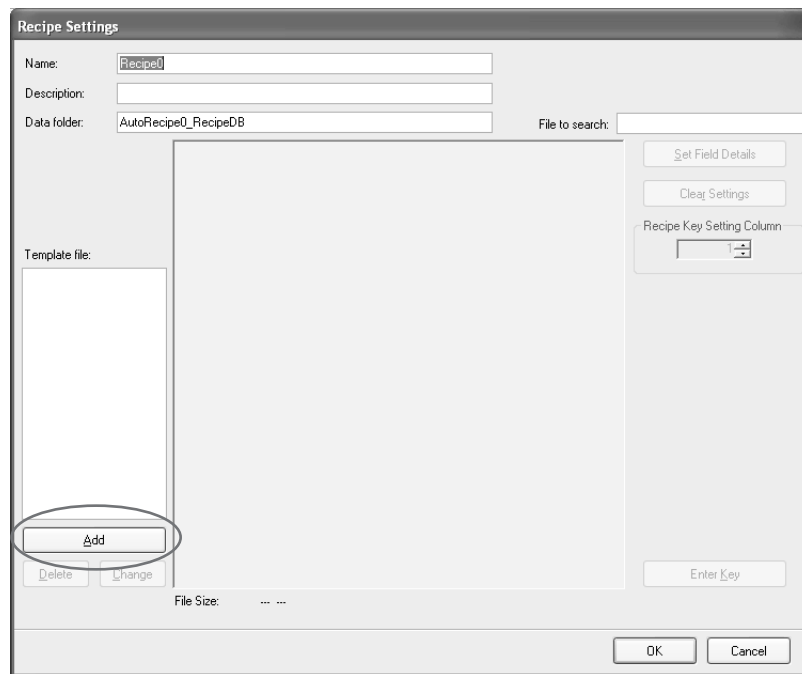 Recipe Settings
Name: Recipe0
Description:
Data folder: AutoRecipe0_RecipeDB File to search:
Set Field Details
Clear Settings
Recipe Key Setting Column
1
Template file:
Add
Delete Change
Enter Key
File Size: --- ---
OK Cancel